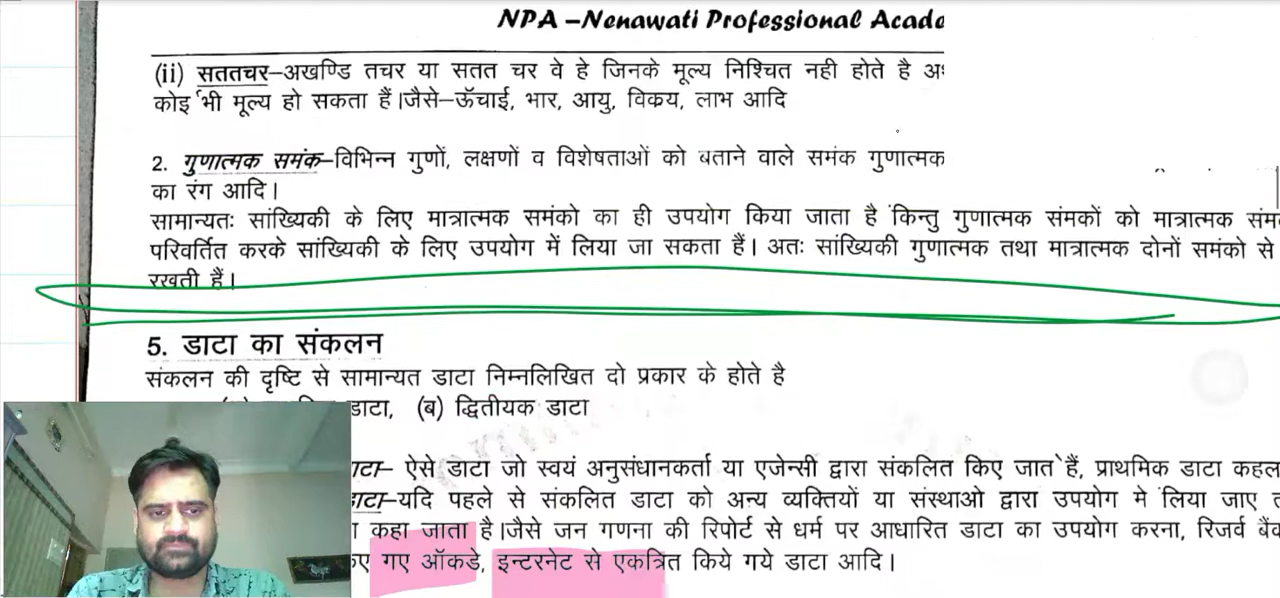 NPA –Nenawati Professional Acade
(ii) सततचर–अखण्डि तचर या सतत चर वे हे जिनके मूल्य निश्चित नही होते है
कोइ भी मूल्य हो सकता हैं।जैसे–ऊँचाई, भार, आयु, विकय, लाभ आदि
2. गुणात्मक समंक–विभिन्न गुणों, लक्षणों व विशेषताओं को बताने वाले समंक गुणात्मक
का रंग आदि।
सामान्यतः सांख्यिकी के लिए मात्रात्मक समंको का ही उपयोग किया जाता है किन्तु गुणात्मक संमकों को मात्रात्मक
परिवर्तित करके सांख्यिकी के लिए उपयोग में लिया जा सकता हैं। अतः सांख्यिकी गुणात्मक तथा मात्रात्मक दोनों समंको से
रखती हैं।
5. डाटा का संकलन
संकलन की दृष्टि से सामान्यत डाटा निम्नलिखित दो प्रकार के होते है
डाटा, (ब) द्वितीयक डाटा
ाटा– ऐसे डाटा जो स्वयं अनुसंधानकर्ता या एजेन्सी द्वारा संकलित किए जात हैं, प्राथमिक डाटा कहल
डाटा–यदि पहले से संकलित डाटा को अन्य व्यक्तियों या संस्थाओ द्वारा उपयोग मे लिया जाए
ा कहा जाता है।जैसे जन गणना की रिपोर्ट से धर्म पर आधारित डाटा का उपयोग करना, रिजर्व बैंक
ए गए ऑकडे, इन्टरनेट से एकत्रित किये गये डाटा आदि।